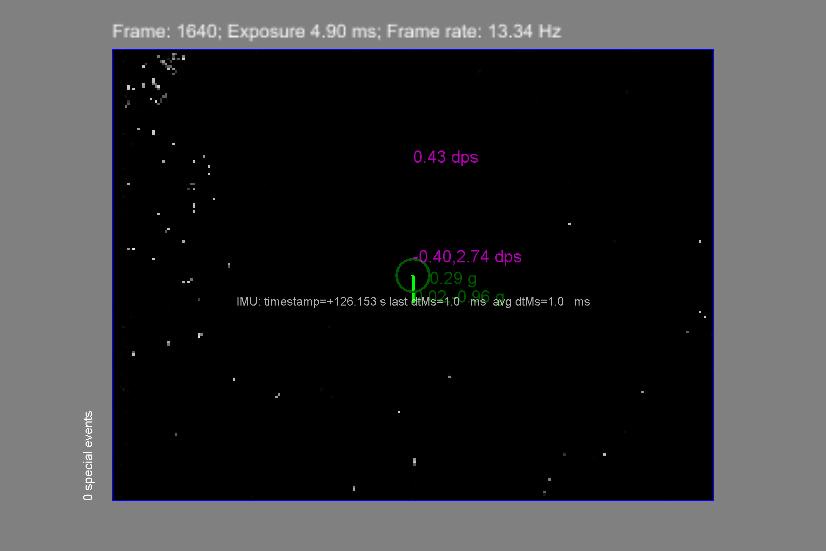 Frame: 1640; Exposure 4.90 ms; Frame rate: 13.34 Hz
0.43 dps
-0.40,2.74 dps
0.29 g
0.96 g
IMU: timestamp=+126.153 s last dtMs=1.0 ms avg dtMs=1.0 ms
0 special events